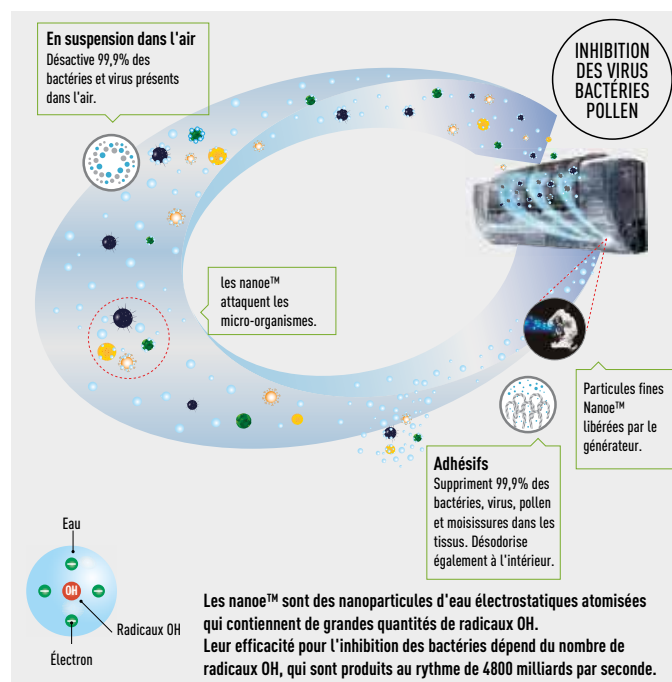 En suspension dans l'air
Désactive 99,9% des
bactéries et virus présents
dans l'air.
INHIBITION
DES VIRUS
BACTÉRIES
POLLEN
les nanoe™
attaquent les
micro-organismes.
Particules fines
Nanoe™
libérées par le
générateur.
Adhésifs
Suppriment 99,9% des
bactéries, virus, pollen
et moisissures dans les
tissus. Désodorise
également à l'intérieur.
Eau
OH
Radicaux OH
Électron
Les nanoe™ sont des nanoparticules d'eau électrostatiques atomisées
qui contiennent de grandes quantités de radicaux OH.
Leur efficacité pour l'inhibition des bactéries dépend du nombre de
radicaux OH, qui sont produits au rythme de 4800 milliards par seconde.